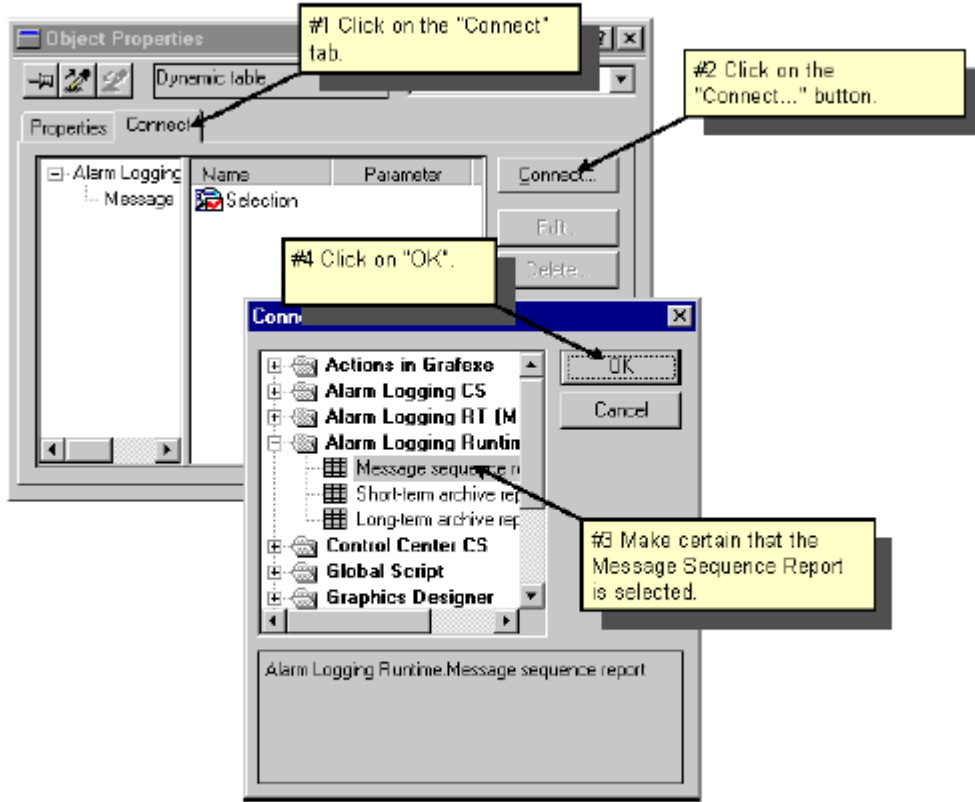 Object Properties
#1 Click on the "Connect"
tab.
Dynamic table
#2 Click on the
"Connect..." button.
Properties
Connect
Alarm Logging
Message
Name
Parameter
Selection
Connect...
Edit...
Delete...
#4 Click on "OK".
Conne
Actions in Grafexe
Alarm Logging CS
Alarm Logging RT (M
Alarm Logging Runtin
Message sequence re
Short-term archive rep
Long-term archive rep
Control Center CS
Global Script
Graphics Designer
OK
Cancel
#3 Make certain that the
Message Sequence Report
is selected.
Alarm Logging Runtime.Message sequence report